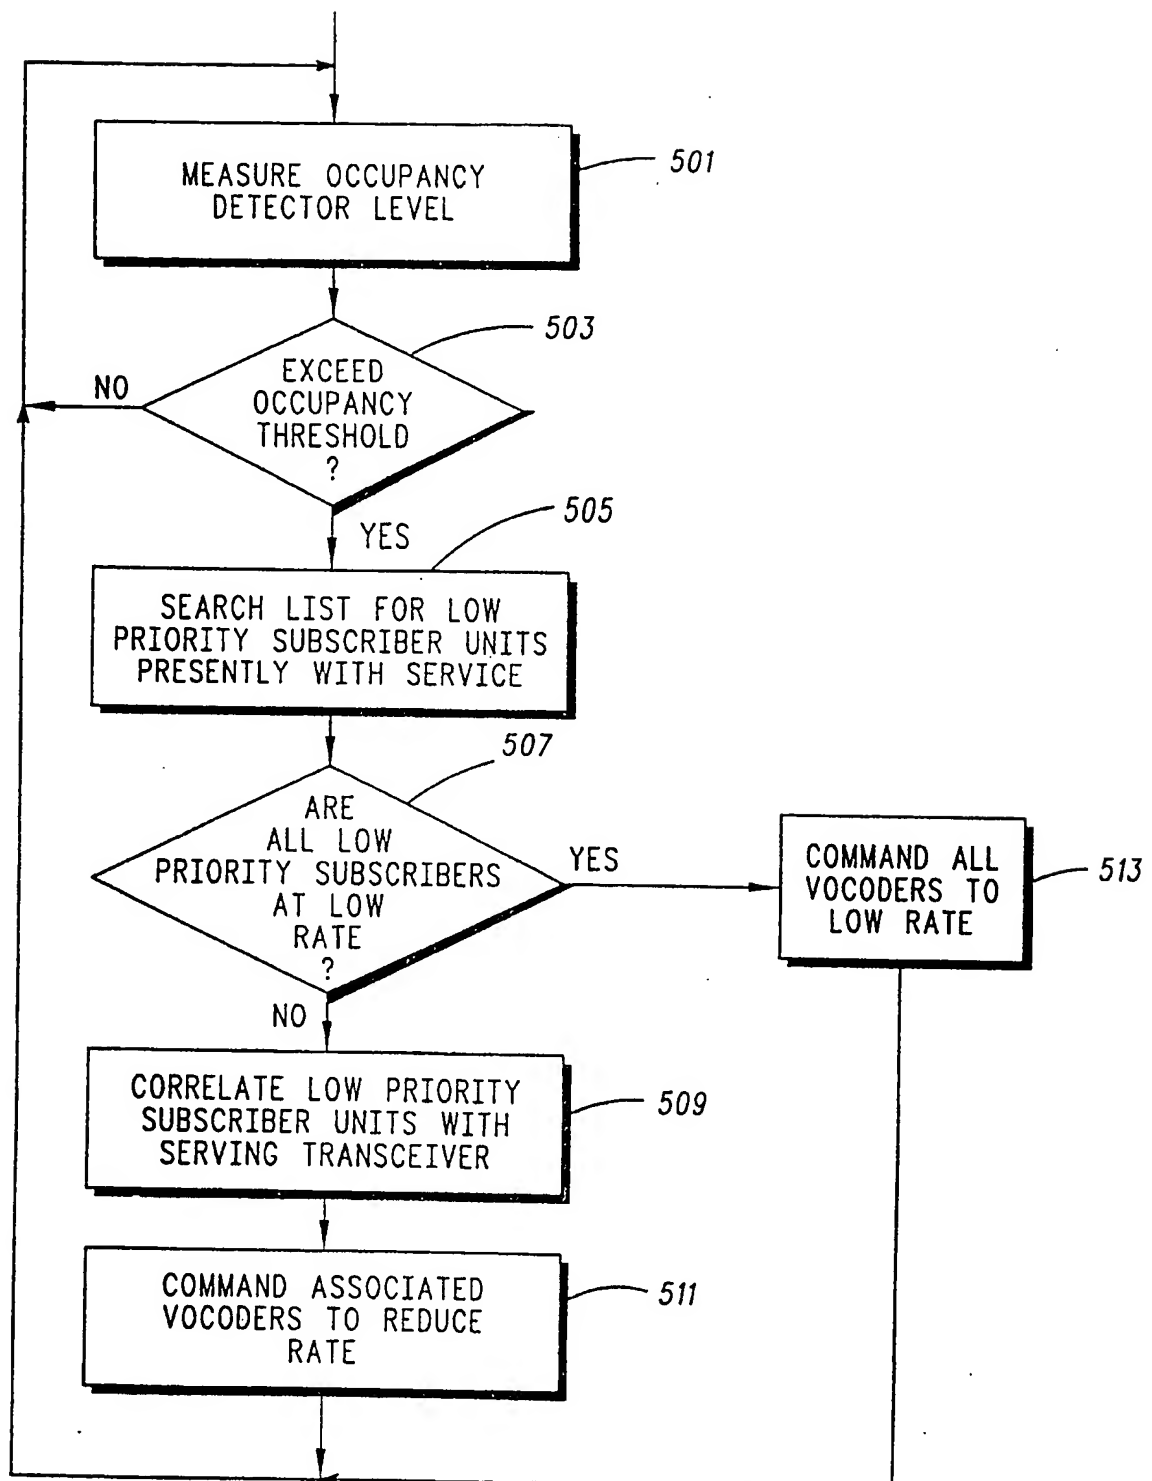 MEASURE OCCUPANCY
DETECTOR LEVEL
501
503
EXCEED
OCCUPANCY
THRESHOLD
?
NO
YES
505
SEARCH LIST FOR LOW
PRIORITY SUBSCRIBER UNITS
PRESENTLY WITH SERVICE
507
ARE
ALL LOW
PRIORITY SUBSCRIBERS
AT LOW
RATE
?
YES
COMMAND ALL
VOCODERS TO
LOW RATE
513
NO
CORRELATE LOW PRIORITY
SUBSCRIBER UNITS WITH
SERVING TRANSCEIVER
509
COMMAND ASSOCIATED
VOCODERS TO REDUCE
RATE
511